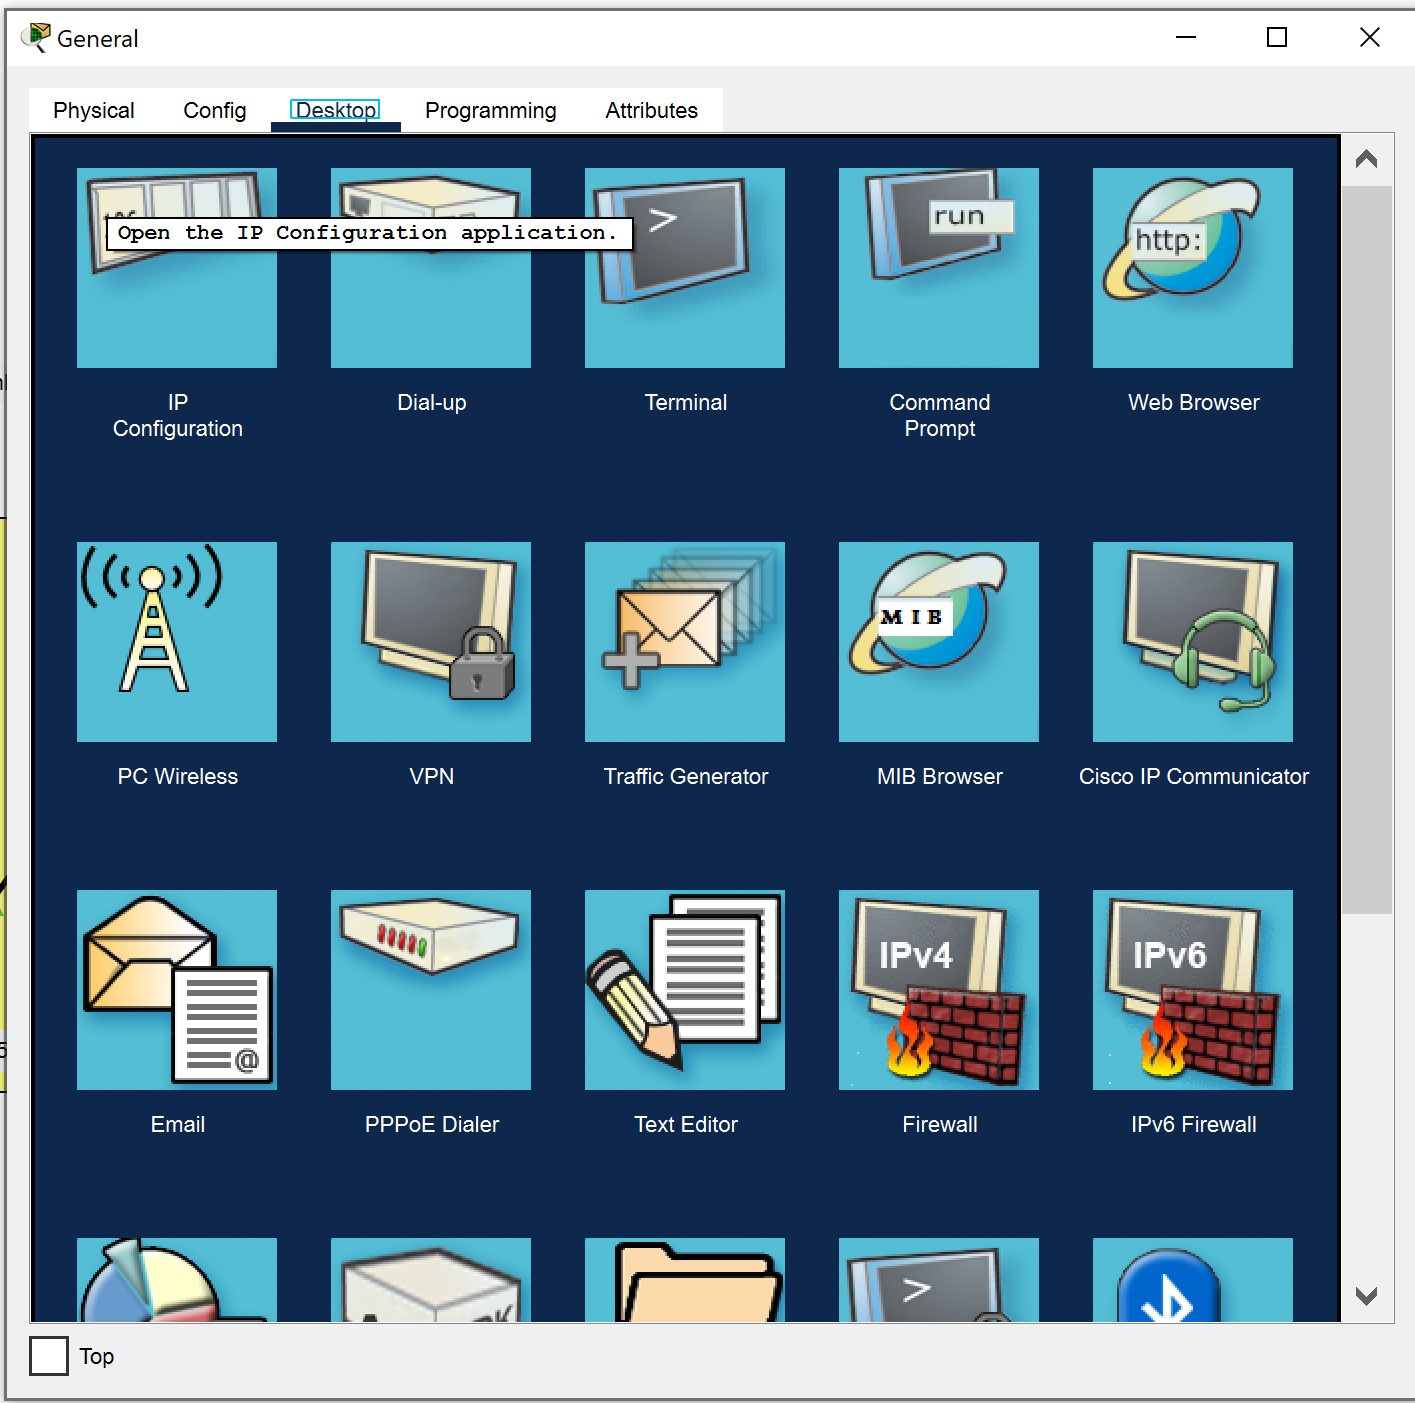 General
Physical
Config
Desktop
Programming
Attributes
Open the IP Configuration application.
>
run
http:
IP
Configuration
Dial-up
Terminal
Command
Prompt
Web Browser
MIB
PC Wireless
VPN
Traffic Generator
MIB Browser
Cisco IP Communicator
@
IPv4
IPv6
Email
PPPoE Dialer
Text Editor
Firewall
IPv6 Firewall
>
Top